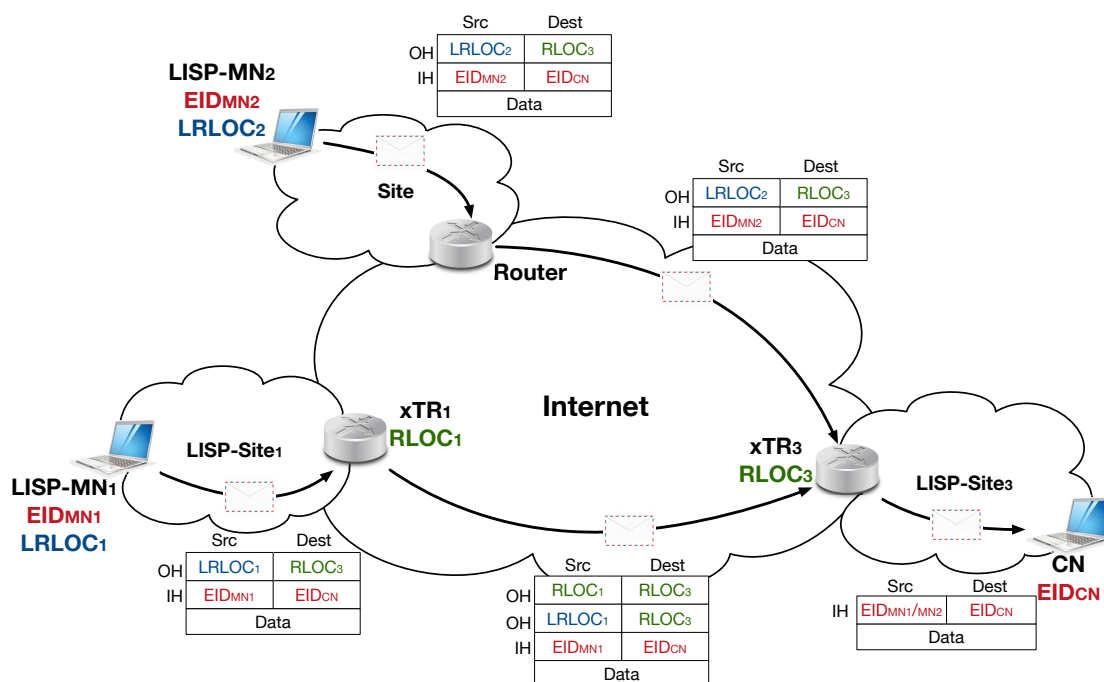 Src Dest
OH LRLOC2 RLOC3
IH EIDMN2 EIDCN
Data
LISP-MN2
EIDMN2
LRLOC2
Site
Router
Src Dest
OH LRLOC2 RLOC3
IH EIDMN2 EIDCN
Data
Internet
xTR1
RLOC1
LISP-Site1
LISP-MN1
EIDMN1
LRLOC1
xTR3
RLOC3
LISP-Site3
CN
EIDCN
Src Dest
OH LRLOC1 RLOC3
IH EIDMN1 EIDCN
Data
Src Dest
OH RLOC1 RLOC3
OH LRLOC1 RLOC3
IH EIDMN1 EIDCN
Data
Src Dest
IH EIDMN1/MN2 EIDCN
Data